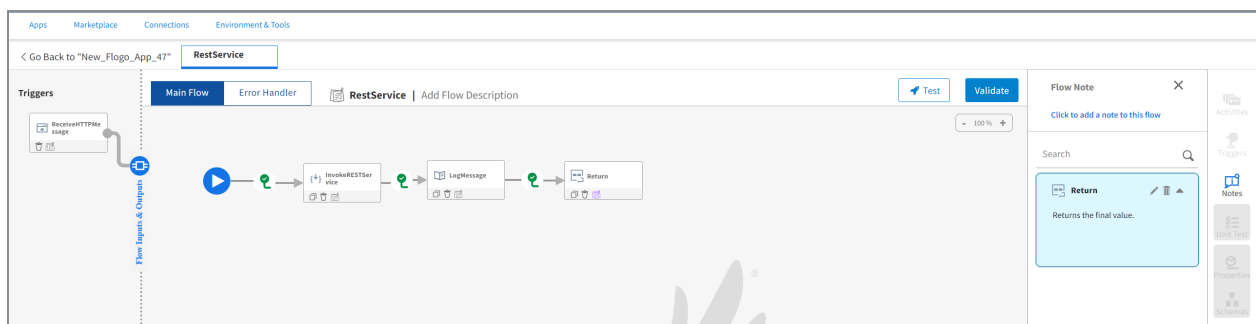 Apps Marketplace Connections Environment & Tools
< Go Back to "New_Flogo_App_47" RestService
Triggers
Main Flow Error Handler RestService | Add Flow Description Test Validate
- 100 % +
ReceiveHTTPMe
ssage
Flow Inputs & Outputs
InvokeRESTSer
vice
LogMessage
Return
Flow Note
Click to add a note to this flow
Search
Return
Returns the final value.
Activities
Triggers
Notes
Unit Test
Properties
Schemas
®